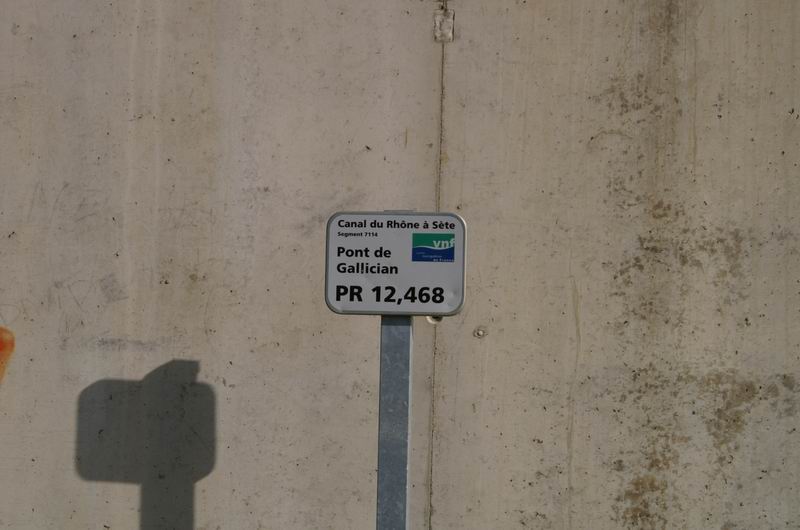 Canal du Rhône à Sète
Segment 7114
vnf
Pont de
Gallician
PR 12,468